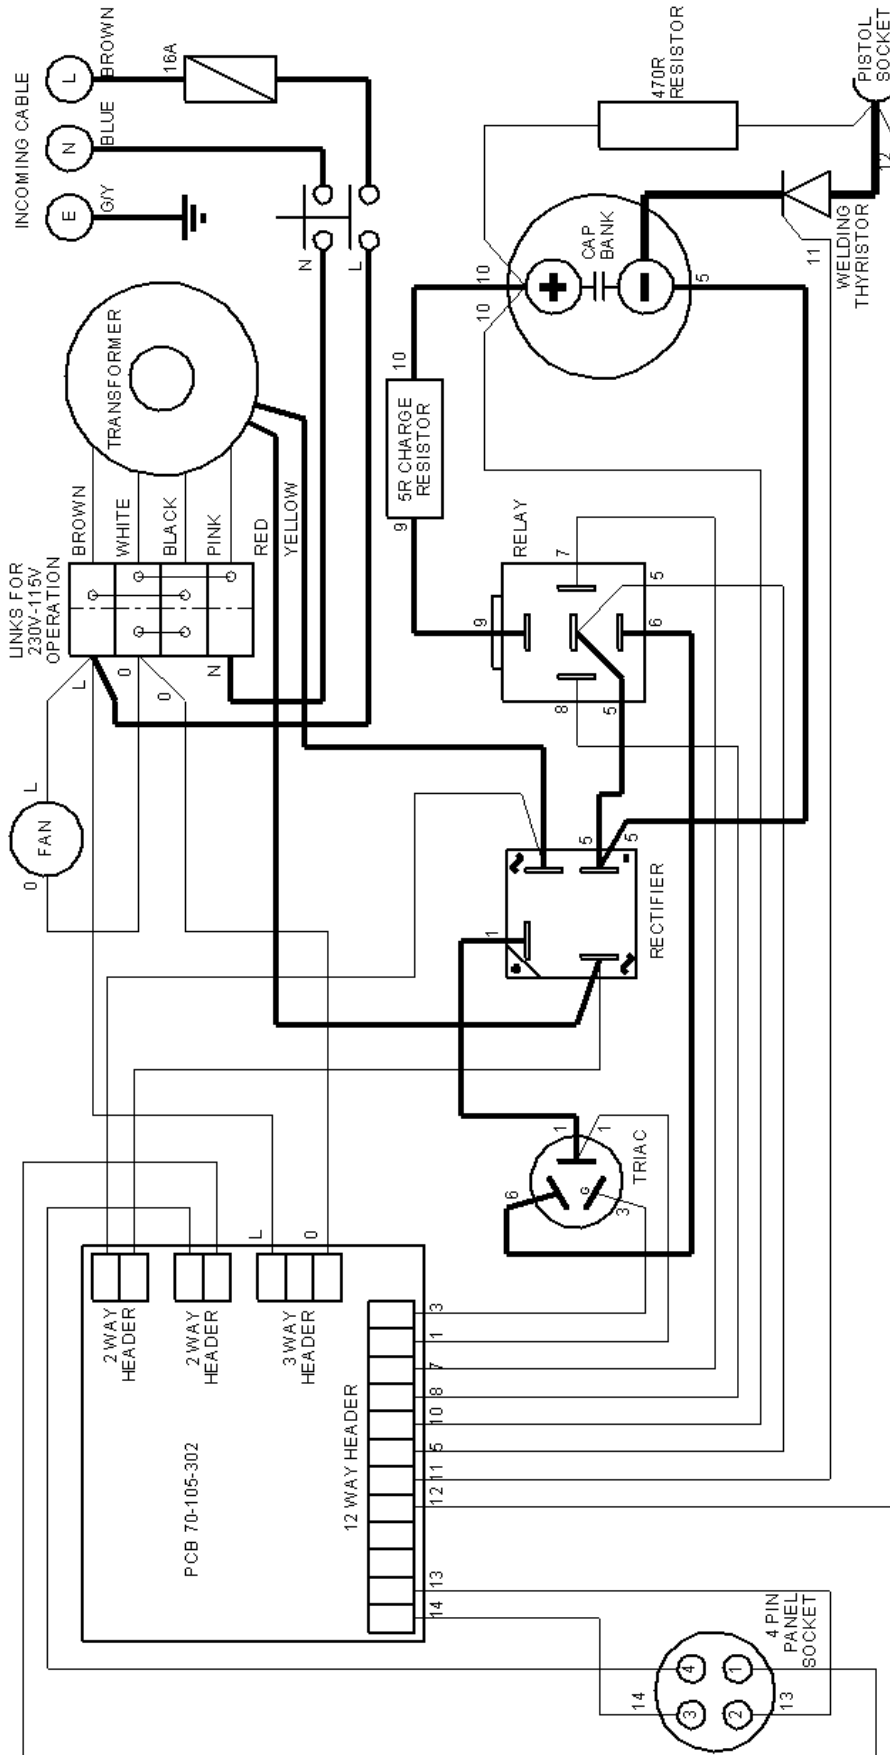 INCOMING CABLE
E
N
L
G/Y
BLUE
BROWN
16A
N
L
TRANSFORMER
LINKS FOR
230V-115V
OPERATION
BROWN
WHITE
BLACK
PINK
RED
YELLOW
L
0
0
N
FAN
0
L
PCB 70-105-302
2 WAY
HEADER
2 WAY
HEADER
3 WAY
HEADER
L
0
12 WAY HEADER
14
13
12
11
5
10
8
7
1
3
4 PIN
PANEL
SOCKET
14
13
3
4
2
1
TRIAC
6
G
3
1
1
RECTIFIER
1
+
~
~
-
5
5
RELAY
9
8
7
5
5
6
5R CHARGE
RESISTOR
9
10
10
10
CAP
BANK
+
-
5
470R
RESISTOR
WELDING
THYRISTOR
11
12
PISTOL
SOCKET